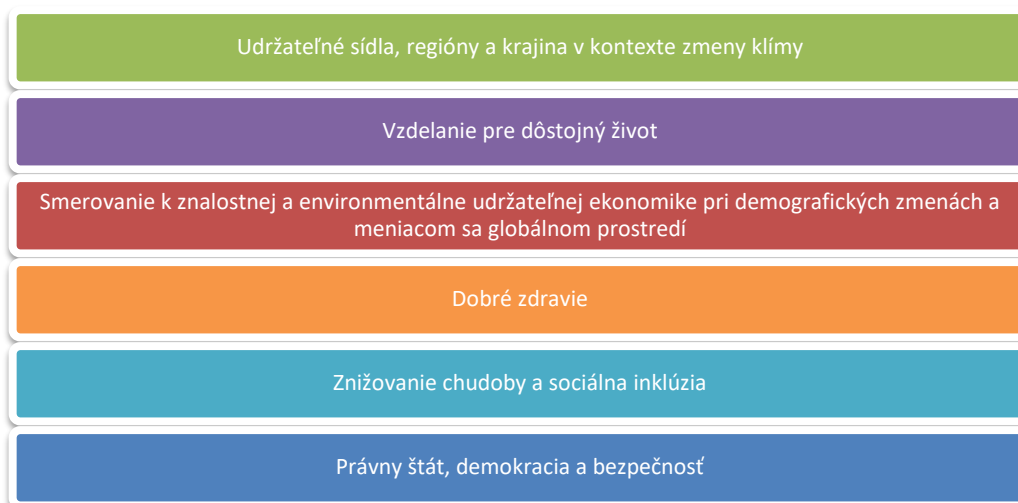 Udržateľné sídla, regióny a krajina v kontexte zmeny klímy
Vzdelanie pre dôstojný život
Smerovanie k znalostnej a environmentálne udržateľnej ekonomike pri demografických zmenách a
meniacom sa globálnom prostredí
Dobré zdravie
Znižovanie chudoby a sociálna inklúzia
Právny štát, demokracia a bezpečnosť